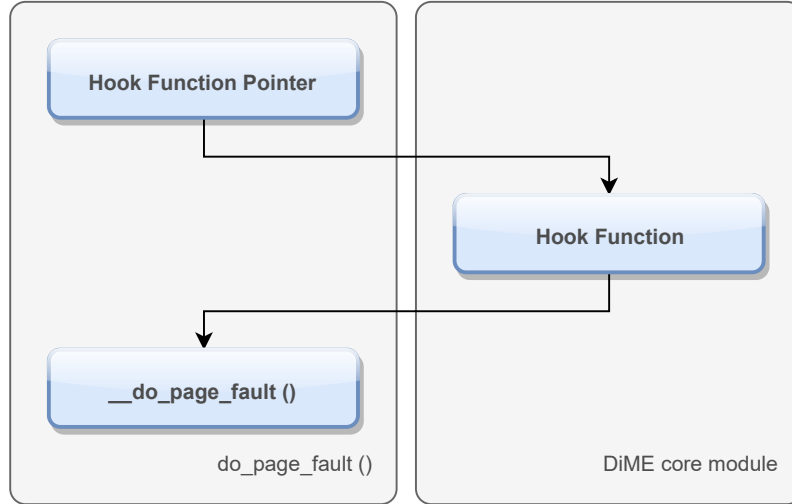 Hook Function Pointer
Hook Function
__do_page_fault ()
do_page_fault ()
DiME core module